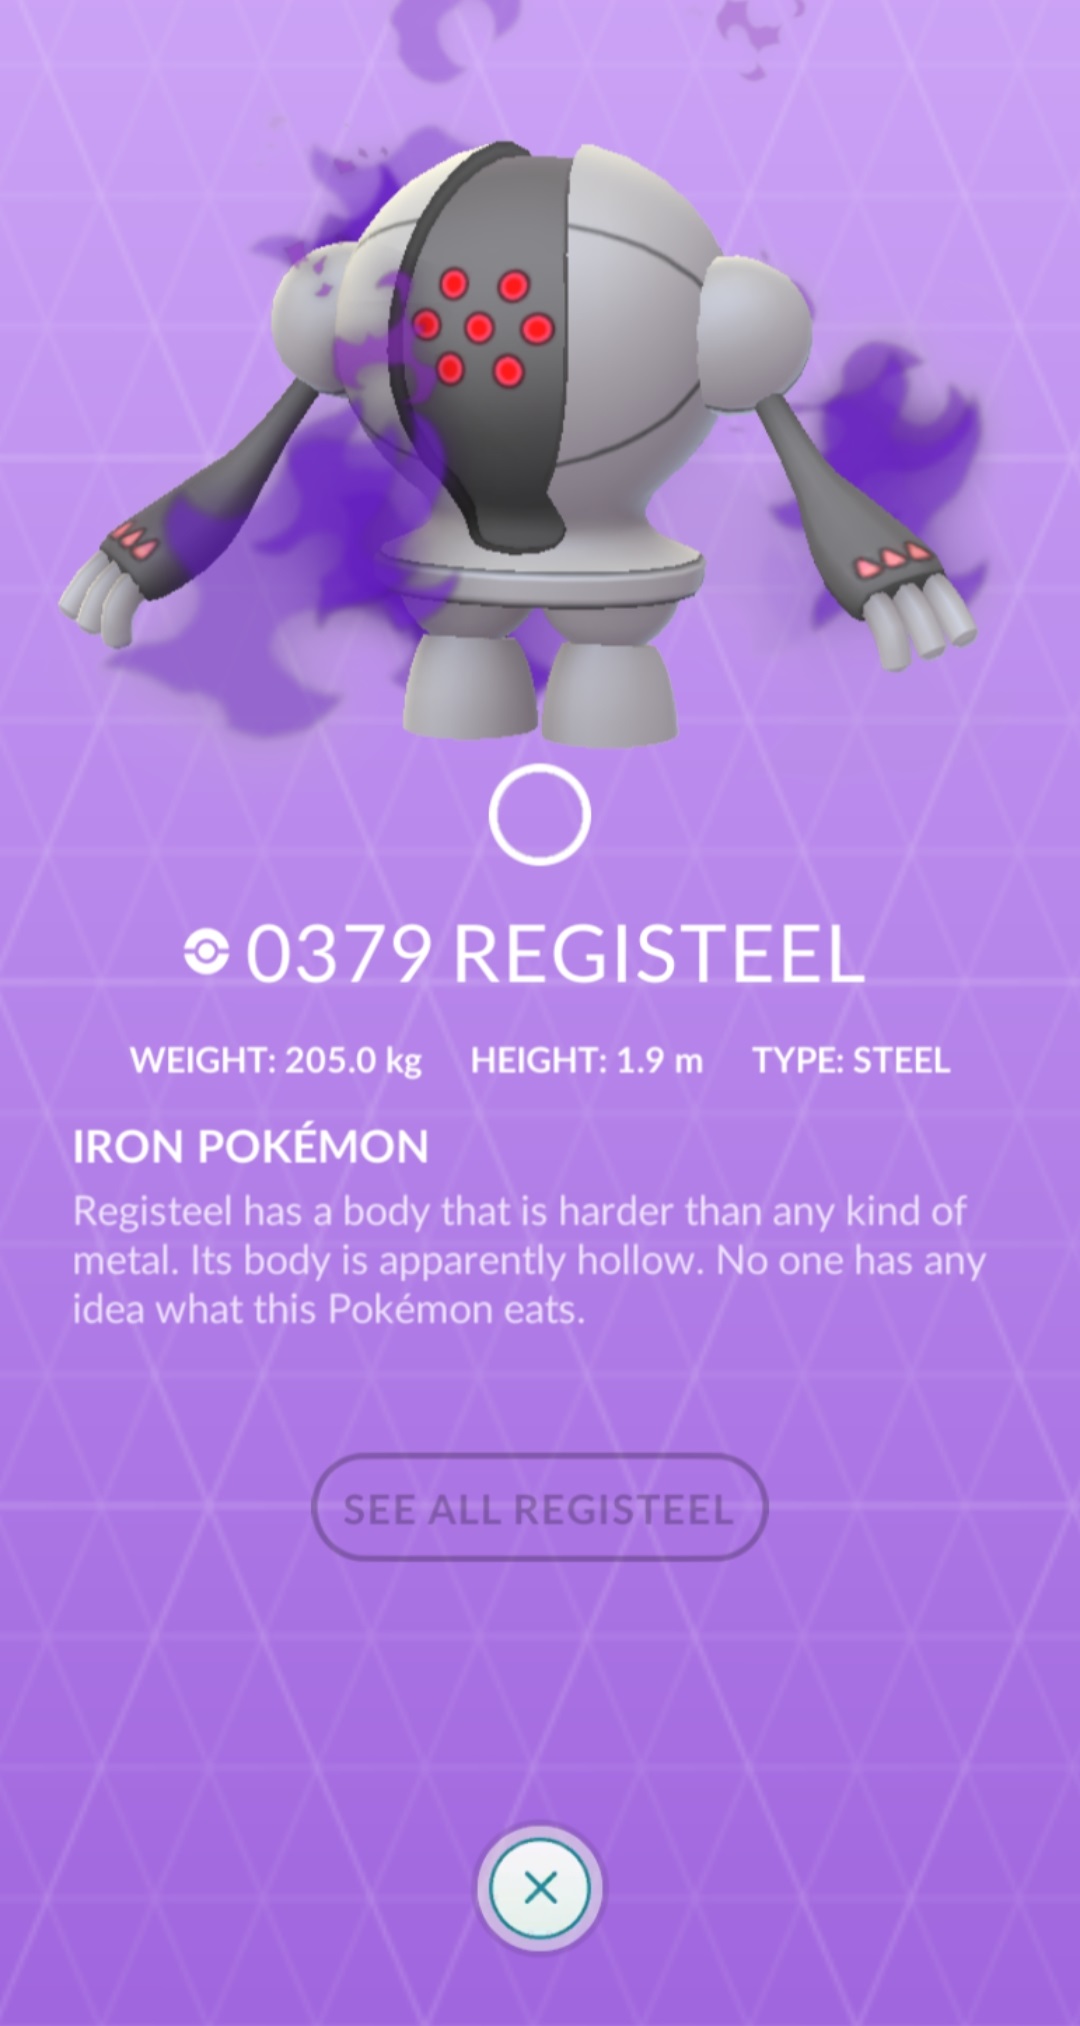 0379 REGISTEEL
WEIGHT: 205.0 kg HEIGHT: 1.9 m TYPE: STEEL
IRON POKÉMON
Registeel has a body that is harder than any kind of
metal. Its body is apparently hollow. No one has any
idea what this Pokémon eats.
SEE ALL REGISTEEL